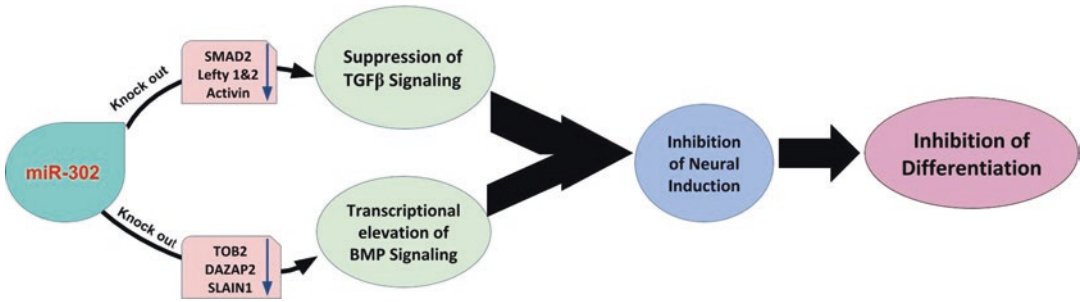 miR-302
Knock out
SMAD2
Lefty 1&2
Activin
Suppression of
TGFβ Signaling
Knock out
TOB2
DAZAP2
SLAIN1
Transcriptional
elevation of
BMP Signaling
Inhibition
of Neural
Induction
Inhibition of
Differentiation